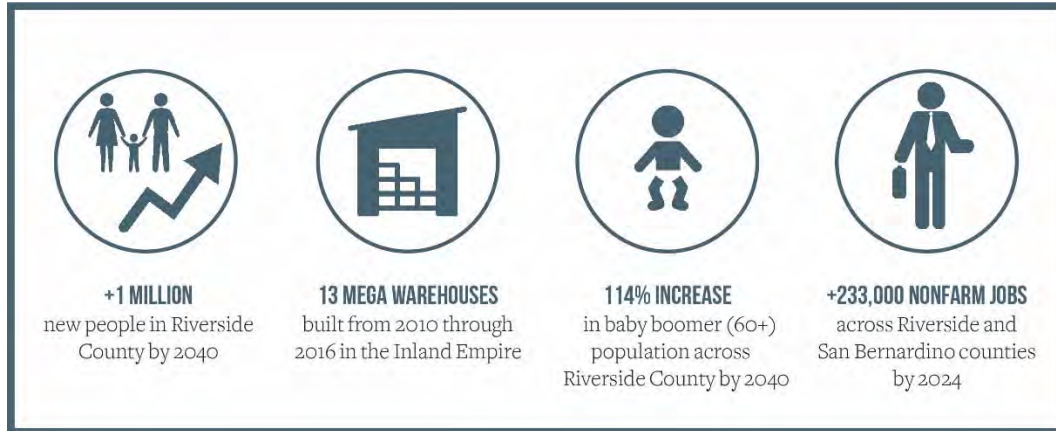 +1 MILLION
new people in Riverside
County by 2040
13 MEGA WAREHOUSES
built from 2010 through
2016 in the Inland Empire
114% INCREASE
in baby boomer (60+)
population across
Riverside County by 2040
+233,000 NONFARM JOBS
across Riverside and
San Bernardino counties
by 2024